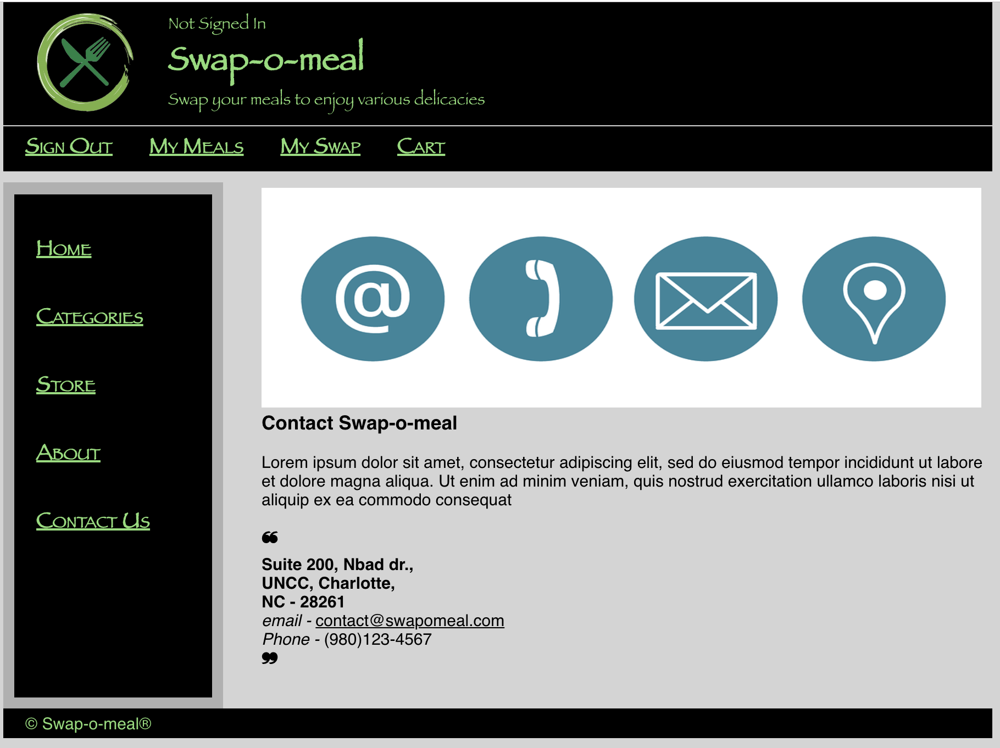 Not Signed In
Swap-o-meal
Swap your meals to enjoy various delicacies
Sign Out My Meals My Swap Cart
Home
Categories
Store
About
Contact Us
@
Contact Swap-o-meal
Lorem ipsum dolor sit amet, consectetur adipiscing elit, sed do eiusmod tempor incididunt ut labore
et dolore magna aliqua. Ut enim ad minim veniam, quis nostrud exercitation ullamco laboris nisi ut
aliquip ex ea commodo consequat
❝
Suite 200, Nbad dr.,
UNCC, Charlotte,
NC - 28261
email - contact@swapomeal.com
Phone - (980)123-4567
❞
© Swap-o-meal®